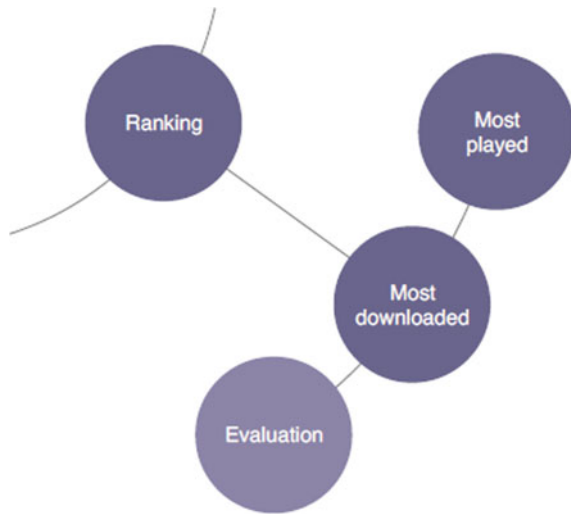 Ranking
Most
played
Most
downloaded
Evaluation